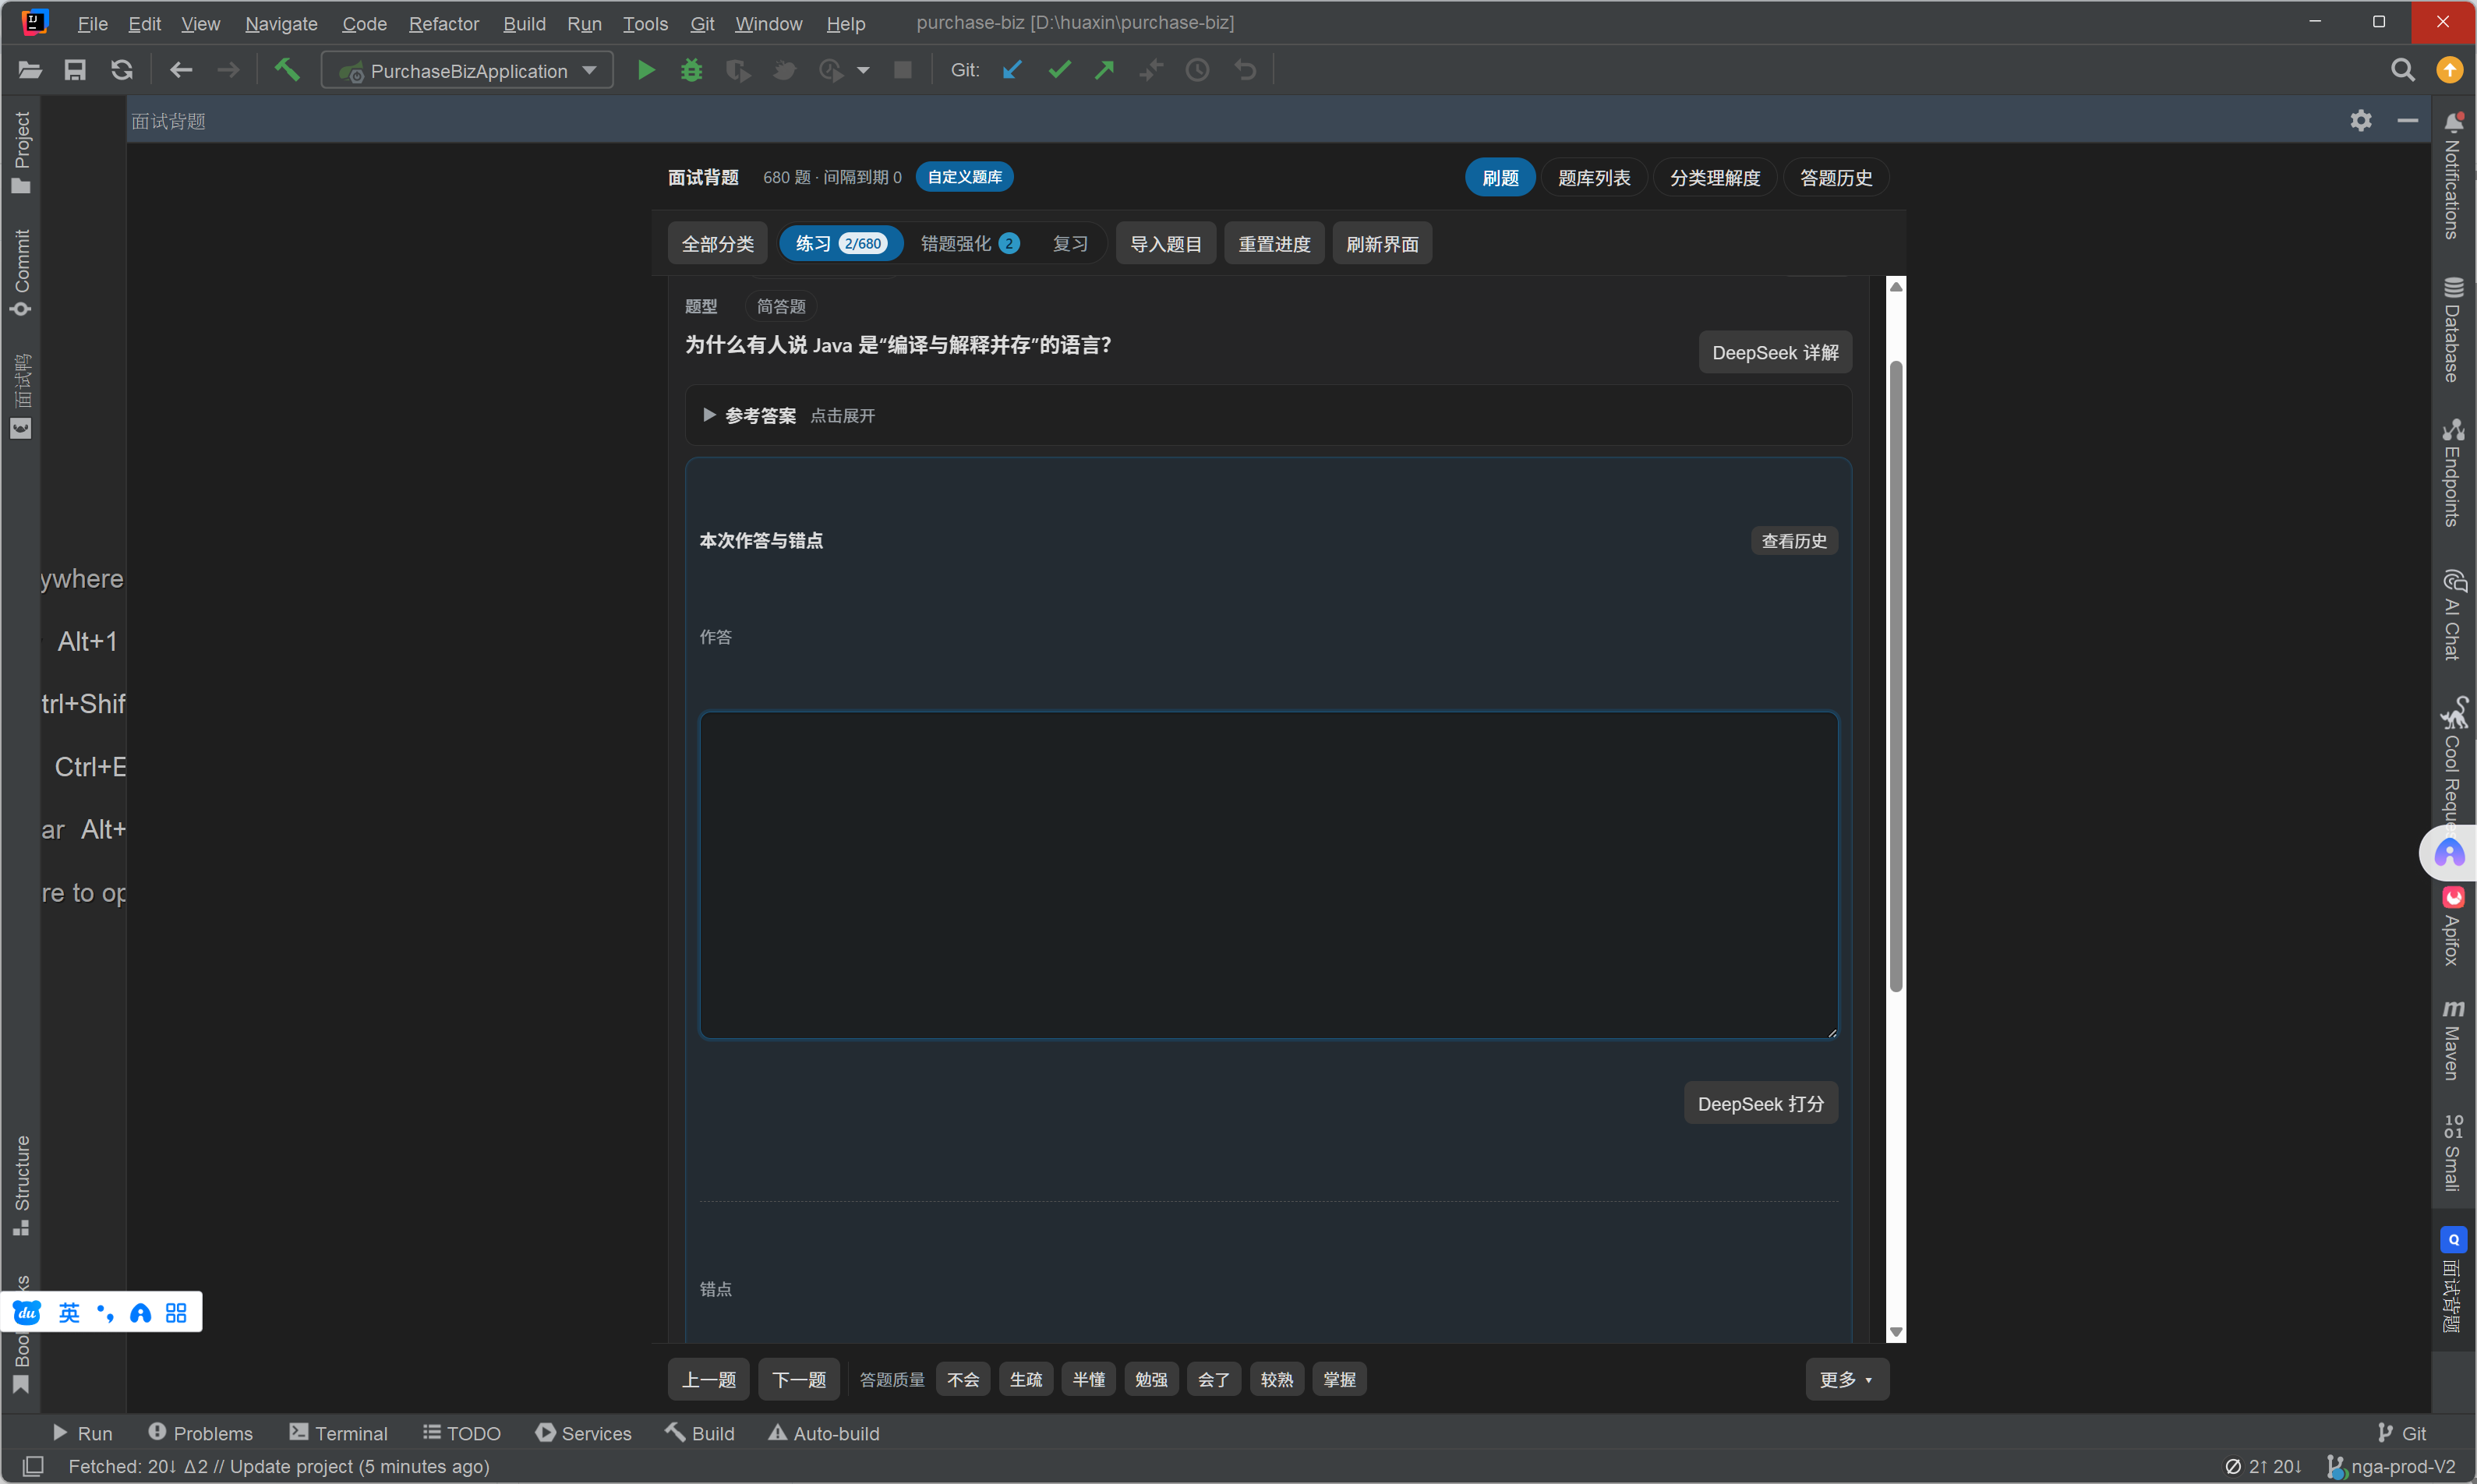 File Edit View Navigate Code Refactor Build Run Tools Git Window Help purchase-biz [D:\huaxin\purchase-biz]
PurchaseBizApplication Git:
面试背题
Project
Commit
面试鸭
Structure
Notifications
Database
Endpoints
AI Chat
Cool Reque
Apifox
m Maven
Smali
面试背题
ywhere
Alt+1
trl+Shif
Ctrl+E
ar Alt+
re to op
面试背题 680 题 · 间隔到期 0 自定义题库 刷题 题库列表 分类理解度 答题历史
全部分类 练习 2/680 错题强化 2 复习 导入题目 重置进度 刷新界面
题型 简答题
为什么有人说 Java 是“编译与解释并存”的语言？
DeepSeek 详解
▶ 参考答案 点击展开
本次作答与错点 查看历史
作答
DeepSeek 打分
错点
上一题 下一题 答题质量 不会 生疏 半懂 勉强 会了 较熟 掌握 更多
du 英
Run Problems Terminal TODO Services Build Auto-build Git
Fetched: 20↓ Δ2 // Update project (5 minutes ago) 2↑ 20↓ nga-prod-V2